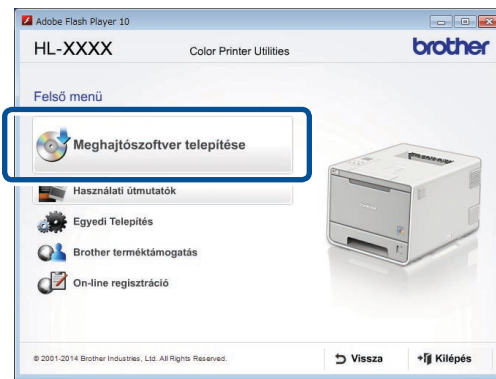 Adobe Flash Player 10
HL-XXXX
Color Printer Utilities
brother
Felső menü
Meghajtószoftver telepítése
Használati útmutatók
Egyedi Telepítés
Brother terméktámogatás
On-line regisztráció
© 2001-2014 Brother Industries, Ltd. All Rights Reserved.
Vissza
Kilépés